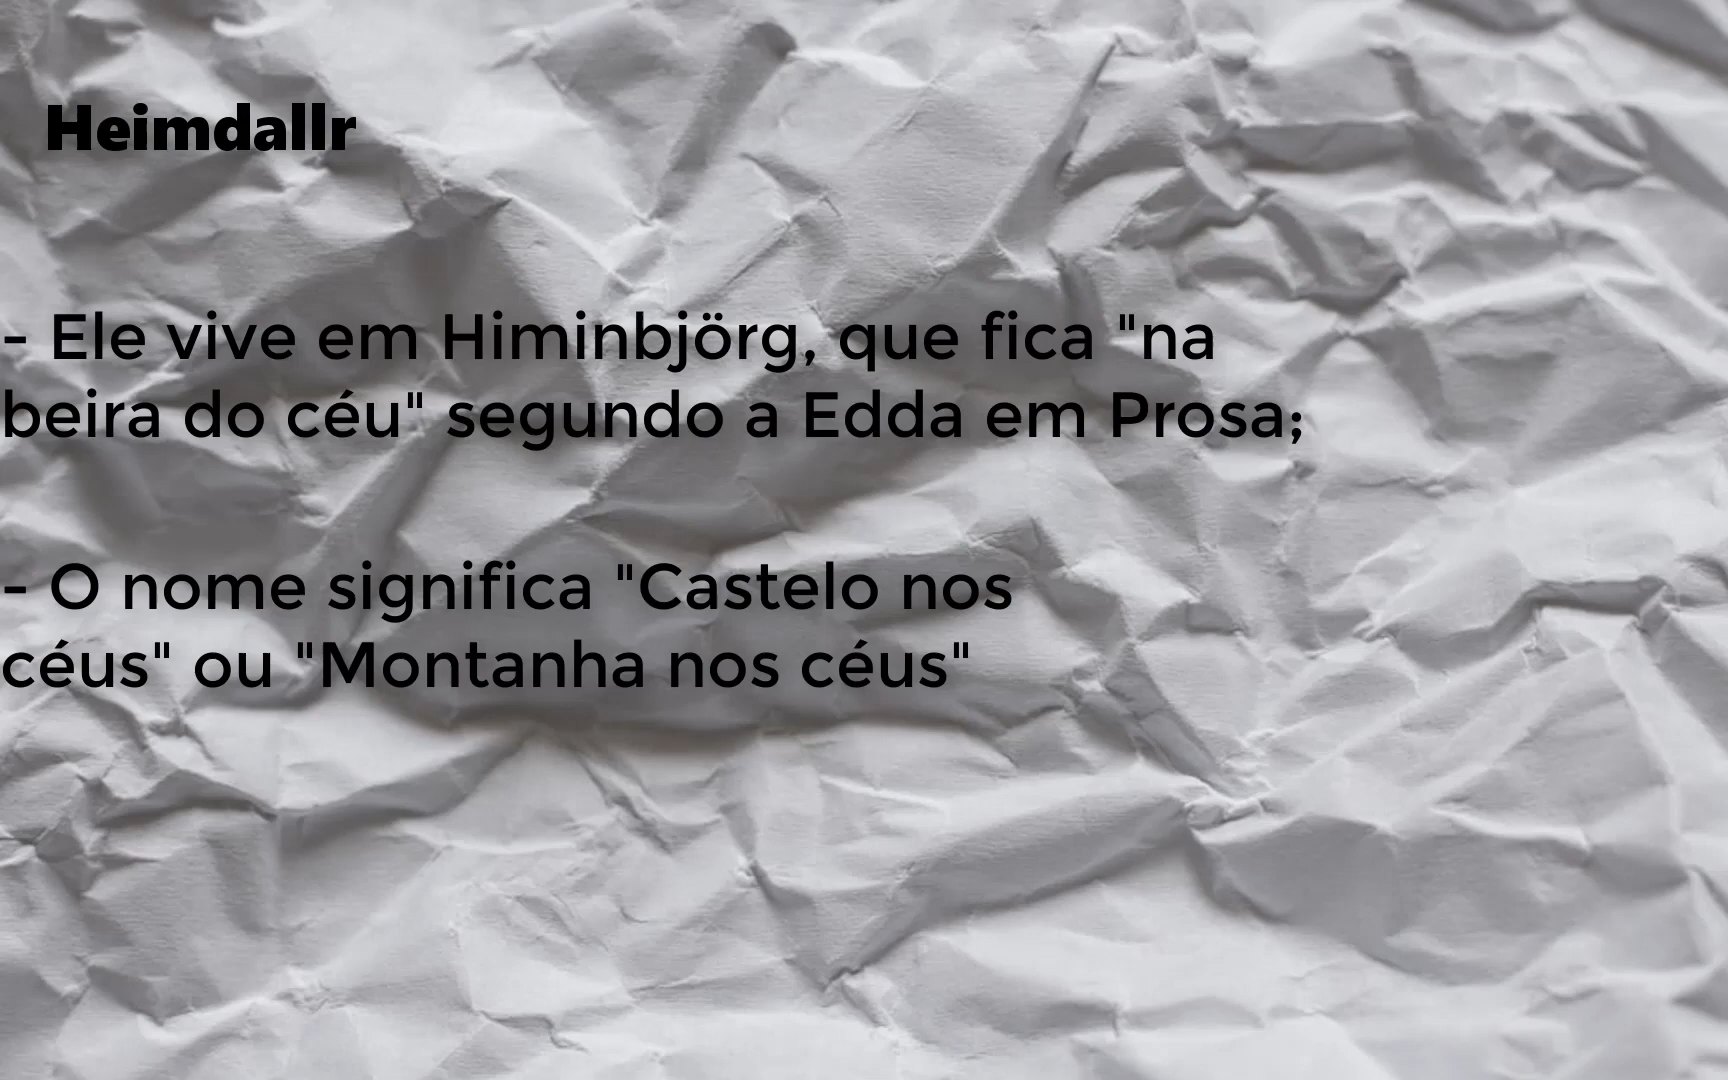 Heimdallr
- Ele vive em Himinbjörg, que fica "na
beira do céu" segundo a Edda em Prosa;
- O nome significa "Castelo nos
céus" ou "Montanha nos céus"